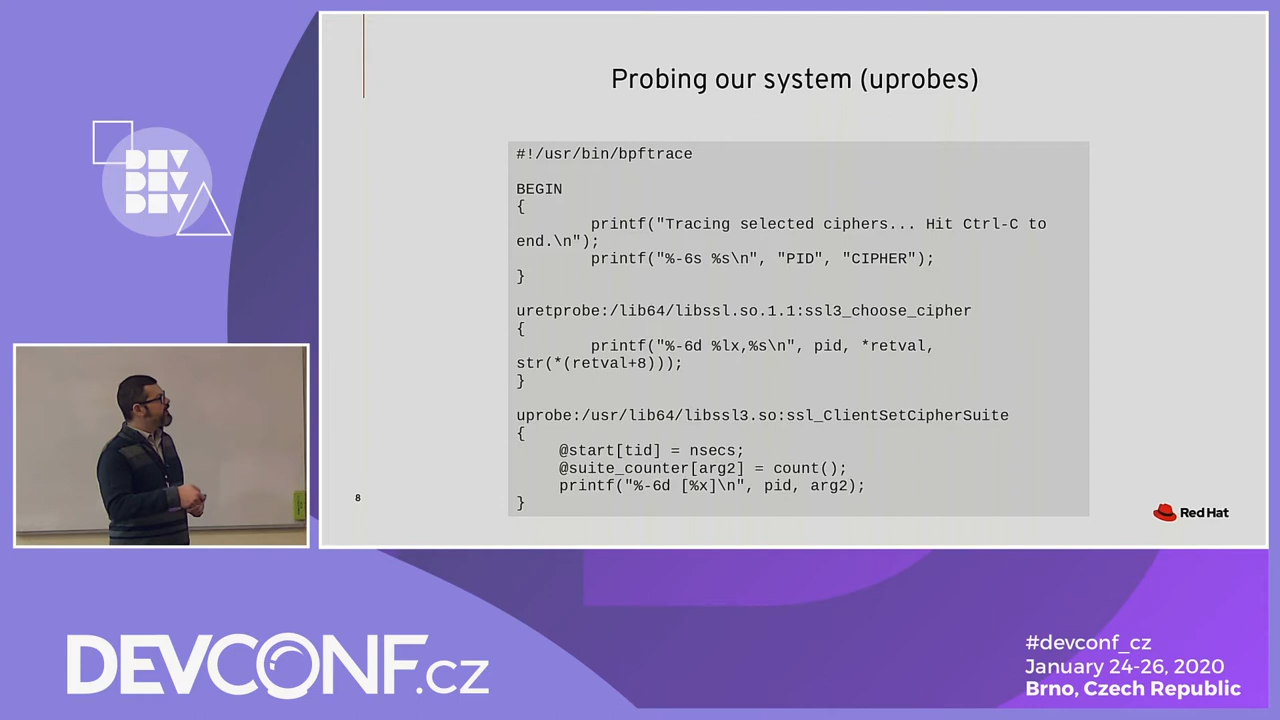 DEV
DEV
DEV
Probing our system (uprobes)
#!/usr/bin/bpftrace
BEGIN
{
printf("Tracing selected ciphers... Hit Ctrl-C to
end.\n");
printf("%-6s %s\n", "PID", "CIPHER");
}
uretprobe:/lib64/libssl.so.1.1:ssl3_choose_cipher
{
printf("%-6d %lx,%s\n", pid, *retval,
str(*(retval+8)));
}
uprobe:/usr/lib64/libssl3.so:ssl_ClientSetCipherSuite
{
@start[tid] = nsecs;
@suite_counter[arg2] = count();
printf("%-6d [%x]\n", pid, arg2);
}
8
Red Hat
DEVCONF.cz
#devconf_cz
January 24-26, 2020
Brno, Czech Republic